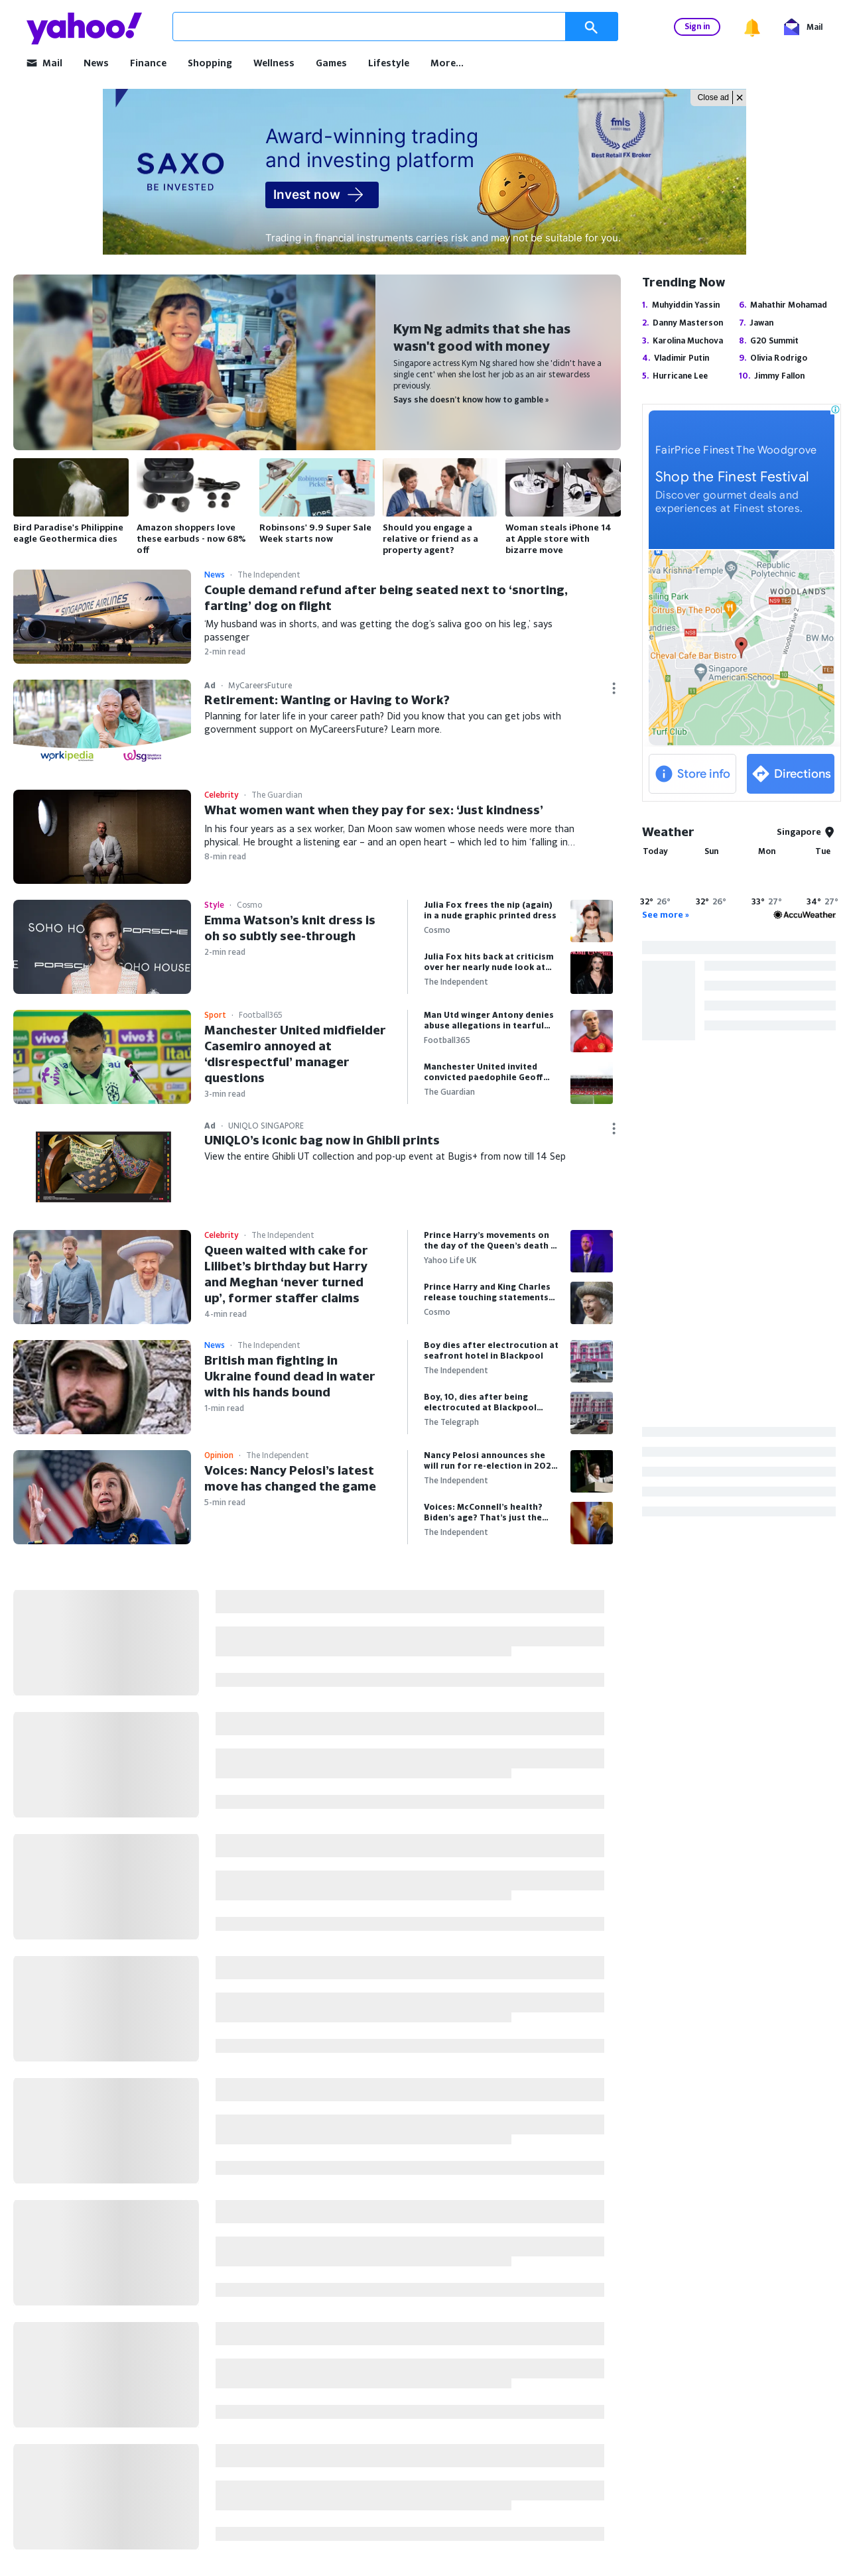 yahoo!
Sign in
Mail
Mail
News
Finance
Shopping
Wellness
Games
Lifestyle
More...
Close ad
SAXO
BE INVESTED
Award-winning trading
and investing platform
Invest now
fmls
Best Retail FX Broker
Trading in financial instruments carries risk and may not be suitable for you.
Kym Ng admits that she has
wasn't good with money
Singapore actress Kym Ng shared how she 'didn't have a
single cent' when she lost her job as an air stewardess
previously.
Says she doesn't know how to gamble »
Bird Paradise's Philippine
eagle Geothermica dies
Amazon shoppers love
these earbuds - now 68%
off
Robinsons' 9.9 Super Sale
Week starts now
Should you engage a
relative or friend as a
property agent?
Woman steals iPhone 14
at Apple store with
bizarre move
News · The Independent
Couple demand refund after being seated next to ‘snorting,
farting’ dog on flight
‘My husband was in shorts, and was getting the dog’s saliva goo on his leg,’ says
passenger
2-min read
SINGAPORE AIRLINES
Ad · MyCareersFuture
Retirement: Wanting or Having to Work?
Planning for later life in your career path? Did you know that you can get jobs with
government support on MyCareersFuture? Learn more.
workipedia
wsg
Celebrity · The Guardian
What women want when they pay for sex: ‘Just kindness’
In his four years as a sex worker, Dan Moon saw women whose needs were more than
physical. He brought a listening ear – and an open heart – which led to him ‘falling in…
8-min read
Style · Cosmo
Emma Watson’s knit dress is
oh so subtly see-through
2-min read
SOHO HO
PORSCHE
PORSCHE
SOHO HOUSE
Julia Fox frees the nip (again)
in a nude graphic printed dress
Cosmo
Julia Fox hits back at criticism
over her nearly nude look at…
The Independent
Sport · Football365
Manchester United midfielder
Casemiro annoyed at
‘disrespectful’ manager
questions
3-min read
vivo
Itaú
Man Utd winger Antony denies
abuse allegations in tearful…
Football365
Manchester United invited
convicted paedophile Geoff…
The Guardian
Ad · UNIQLO SINGAPORE
UNIQLO’s iconic bag now in Ghibli prints
View the entire Ghibli UT collection and pop-up event at Bugis+ from now till 14 Sep
Celebrity · The Independent
Queen waited with cake for
Lilibet’s birthday but Harry
and Meghan ‘never turned
up’, former staffer claims
4-min read
Prince Harry’s movements on
the day of the Queen’s death …
Yahoo Life UK
Prince Harry and King Charles
release touching statements…
Cosmo
News · The Independent
British man fighting in
Ukraine found dead in water
with his hands bound
1-min read
Boy dies after electrocution at
seafront hotel in Blackpool
The Independent
Boy, 10, dies after being
electrocuted at Blackpool…
The Telegraph
Opinion · The Independent
Voices: Nancy Pelosi’s latest
move has changed the game
5-min read
Nancy Pelosi announces she
will run for re-election in 202…
The Independent
Voices: McConnell’s health?
Biden’s age? That’s just the…
The Independent
Trending Now
1. Muhyiddin Yassin
2. Danny Masterson
3. Karolina Muchova
4. Vladimir Putin
5. Hurricane Lee
6. Mahathir Mohamad
7. Jawan
8. G20 Summit
9. Olivia Rodrigo
10. Jimmy Fallon
FairPrice Finest The Woodgrove
Shop the Finest Festival
Discover gourmet deals and
experiences at Finest stores.
iva Krishna Temple
Republic
Polytechnic
WOODLANDS
siling Park
Citrus By The Pool
undries
Woodlands Ave 2
BW Mo
Cheval Cafe Bar Bistro
Singapore
American School
Turf Club
Store info
Directions
Weather
Singapore
Today
Sun
Mon
Tue
32° 26°
32° 26°
33° 27°
34° 27°
See more »
AccuWeather